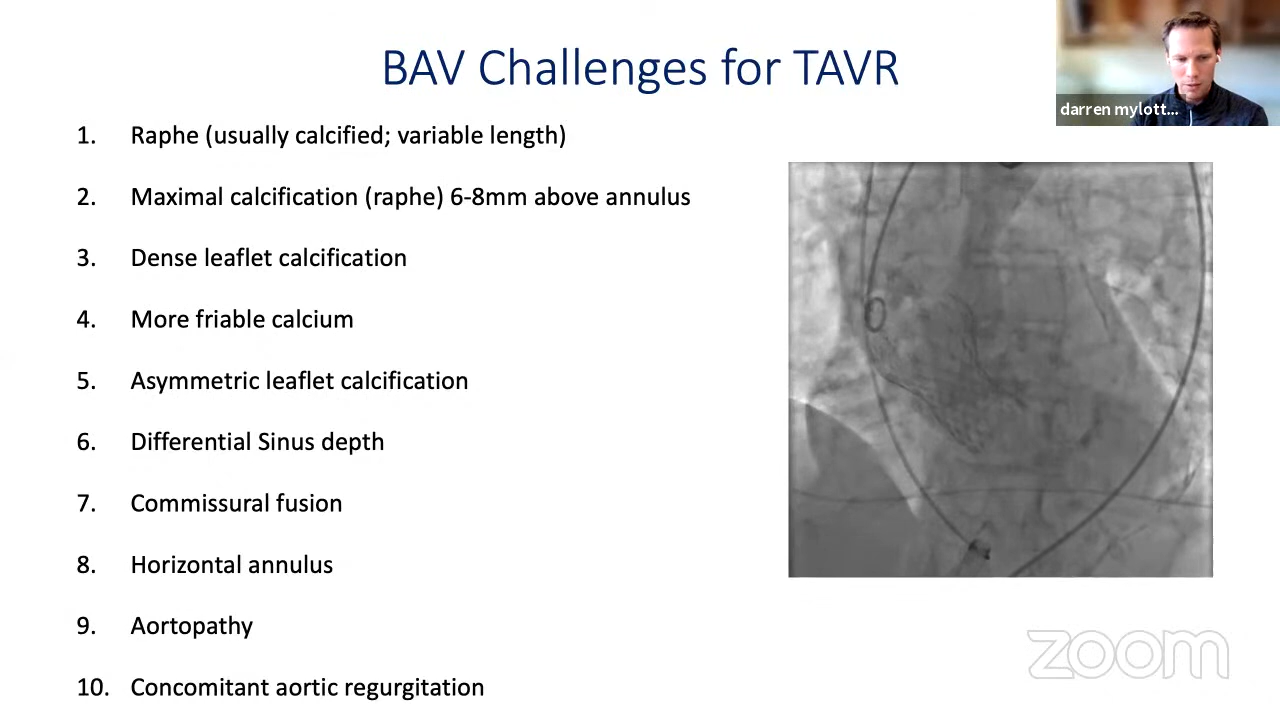 BAV Challenges for TAVR
darren mylott...
1. Raphe (usually calcified; variable length)
2. Maximal calcification (raphe) 6-8mm above annulus
3. Dense leaflet calcification
4. More friable calcium
5. Asymmetric leaflet calcification
6. Differential Sinus depth
7. Commissural fusion
8. Horizontal annulus
9. Aortopathy
10. Concomitant aortic regurgitation
zoom